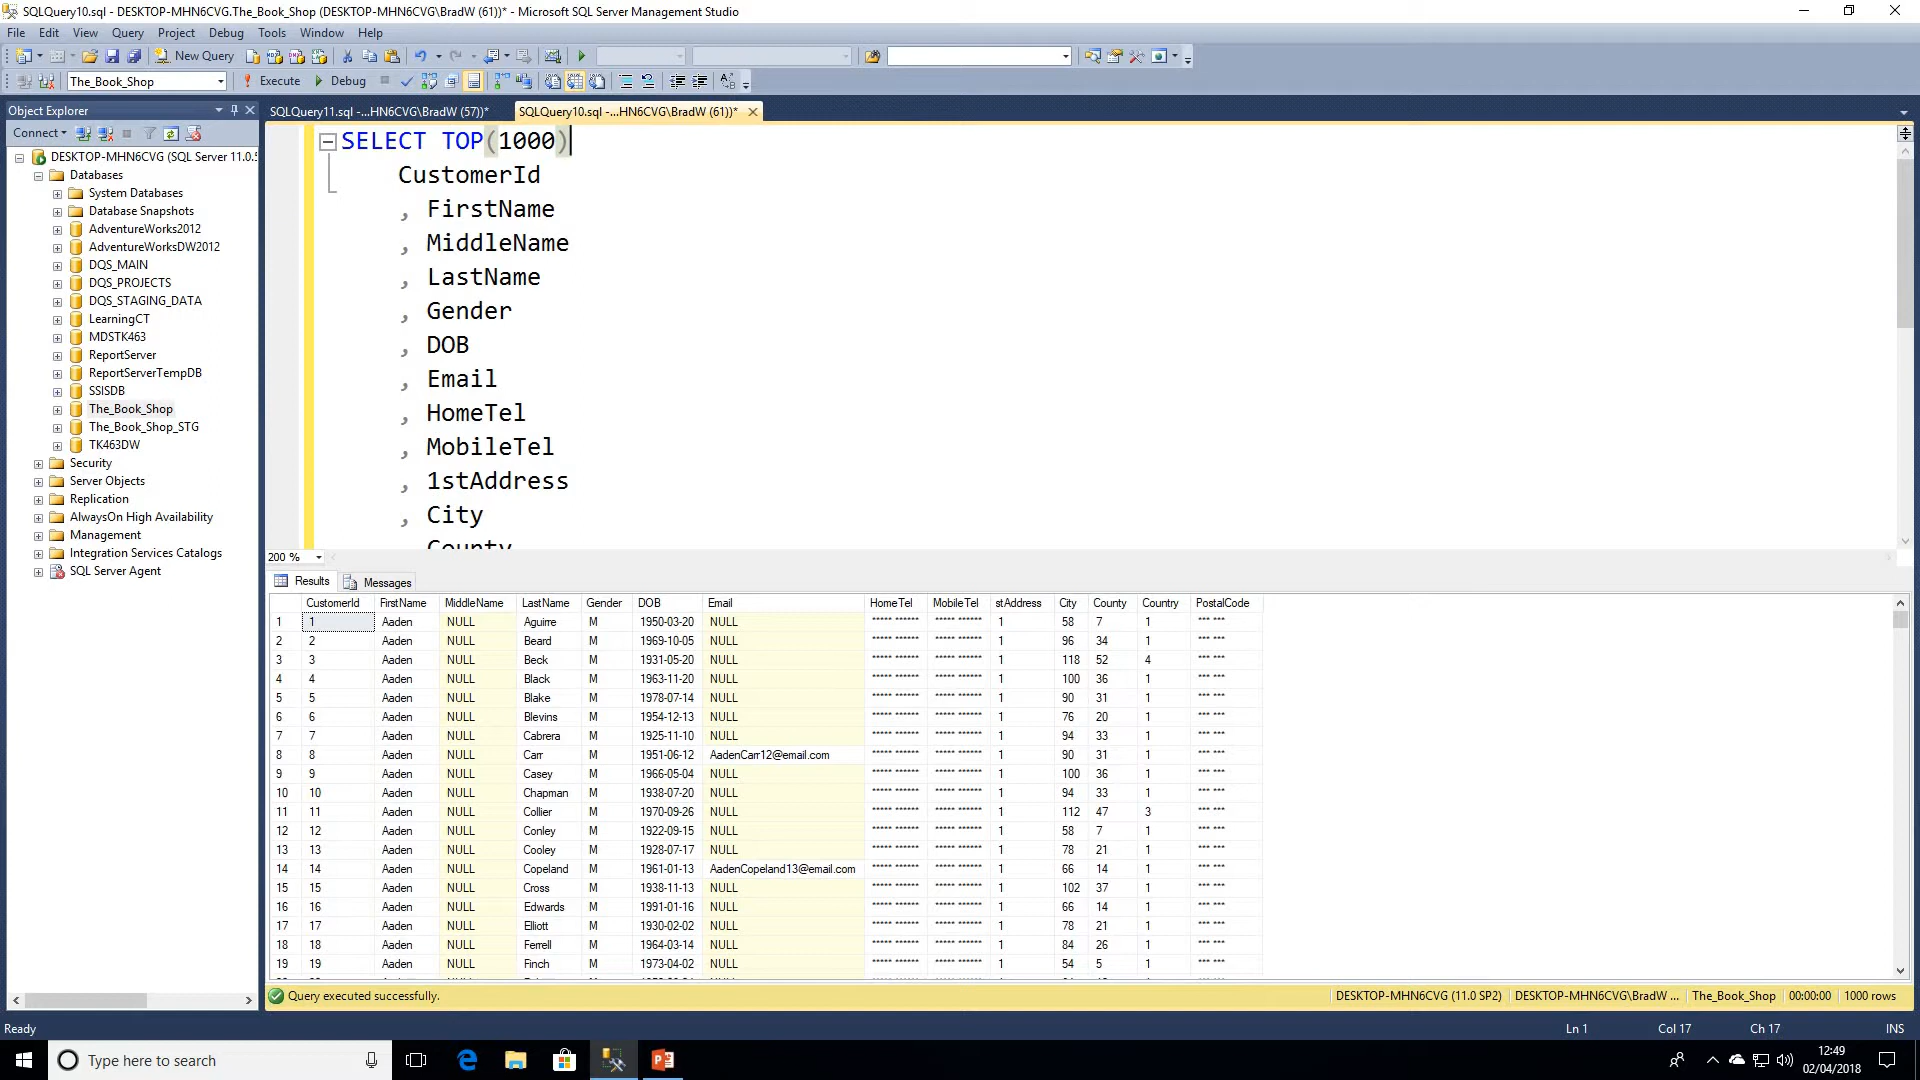 SQLQuery10.sql - DESKTOP-MHN6CVG.The_Book_Shop (DESKTOP-MHN6CVG\BradW (61))* - Microsoft SQL Server Management Studio
File Edit View Query Project Debug Tools Window Help
New Query
The_Book_Shop Execute Debug
Object Explorer
Connect
DESKTOP-MHN6CVG (SQL Server 11.0.5
Databases
System Databases
Database Snapshots
AdventureWorks2012
AdventureWorksDW2012
DQS_MAIN
DQS_PROJECTS
DQS_STAGING_DATA
LearningCT
MDSTK463
ReportServer
ReportServerTempDB
SSISDB
The_Book_Shop
The_Book_Shop_STG
TK463DW
Security
Server Objects
Replication
AlwaysOn High Availability
Management
Integration Services Catalogs
SQL Server Agent
SQLQuery11.sql -...HN6CVG\BradW (57))* SQLQuery10.sql -...HN6CVG\BradW (61))*
SELECT TOP(1000)
CustomerId
, FirstName
, MiddleName
, LastName
, Gender
, DOB
, Email
, HomeTel
, MobileTel
, 1stAddress
, City
County
200 %
Results Messages
CustomerId FirstName MiddleName LastName Gender DOB Email HomeTel MobileTel stAddress City County Country PostalCode
1 1 Aaden NULL Aguirre M 1950-03-20 NULL ***** ****** ***** ****** 1 58 7 1 *** ***
2 2 Aaden NULL Beard M 1969-10-05 NULL ***** ****** ***** ****** 1 96 34 1 *** ***
3 3 Aaden NULL Beck M 1931-05-20 NULL ***** ****** ***** ****** 1 118 52 4 *** ***
4 4 Aaden NULL Black M 1963-11-20 NULL ***** ****** ***** ****** 1 100 36 1 *** ***
5 5 Aaden NULL Blake M 1978-07-14 NULL ***** ****** ***** ****** 1 90 31 1 *** ***
6 6 Aaden NULL Blevins M 1954-12-13 NULL ***** ****** ***** ****** 1 76 20 1 *** ***
7 7 Aaden NULL Cabrera M 1925-11-10 NULL ***** ****** ***** ****** 1 94 33 1 *** ***
8 8 Aaden NULL Carr M 1951-06-12 AadenCarr12@email.com ***** ****** ***** ****** 1 90 31 1 *** ***
9 9 Aaden NULL Casey M 1966-05-04 NULL ***** ****** ***** ****** 1 100 36 1 *** ***
10 10 Aaden NULL Chapman M 1938-07-20 NULL ***** ****** ***** ****** 1 94 33 1 *** ***
11 11 Aaden NULL Collier M 1970-09-26 NULL ***** ****** ***** ****** 1 112 47 3 *** ***
12 12 Aaden NULL Conley M 1922-09-15 NULL ***** ****** ***** ****** 1 58 7 1 *** ***
13 13 Aaden NULL Cooley M 1928-07-17 NULL ***** ****** ***** ****** 1 78 21 1 *** ***
14 14 Aaden NULL Copeland M 1961-01-13 AadenCopeland13@email.com ***** ****** ***** ****** 1 66 14 1 *** ***
15 15 Aaden NULL Cross M 1938-11-13 NULL ***** ****** ***** ****** 1 102 37 1 *** ***
16 16 Aaden NULL Edwards M 1991-01-16 NULL ***** ****** ***** ****** 1 66 14 1 *** ***
17 17 Aaden NULL Elliott M 1930-02-02 NULL ***** ****** ***** ****** 1 78 21 1 *** ***
18 18 Aaden NULL Ferrell M 1964-03-14 NULL ***** ****** ***** ****** 1 84 26 1 *** ***
19 19 Aaden NULL Finch M 1973-04-02 NULL ***** ****** ***** ****** 1 54 5 1 *** ***
Query executed successfully. DESKTOP-MHN6CVG (11.0 SP2) DESKTOP-MHN6CVG\BradW ... The_Book_Shop 00:00:00 1000 rows
Ready Ln 1 Col 17 Ch 17 INS
Type here to search
12:49
02/04/2018